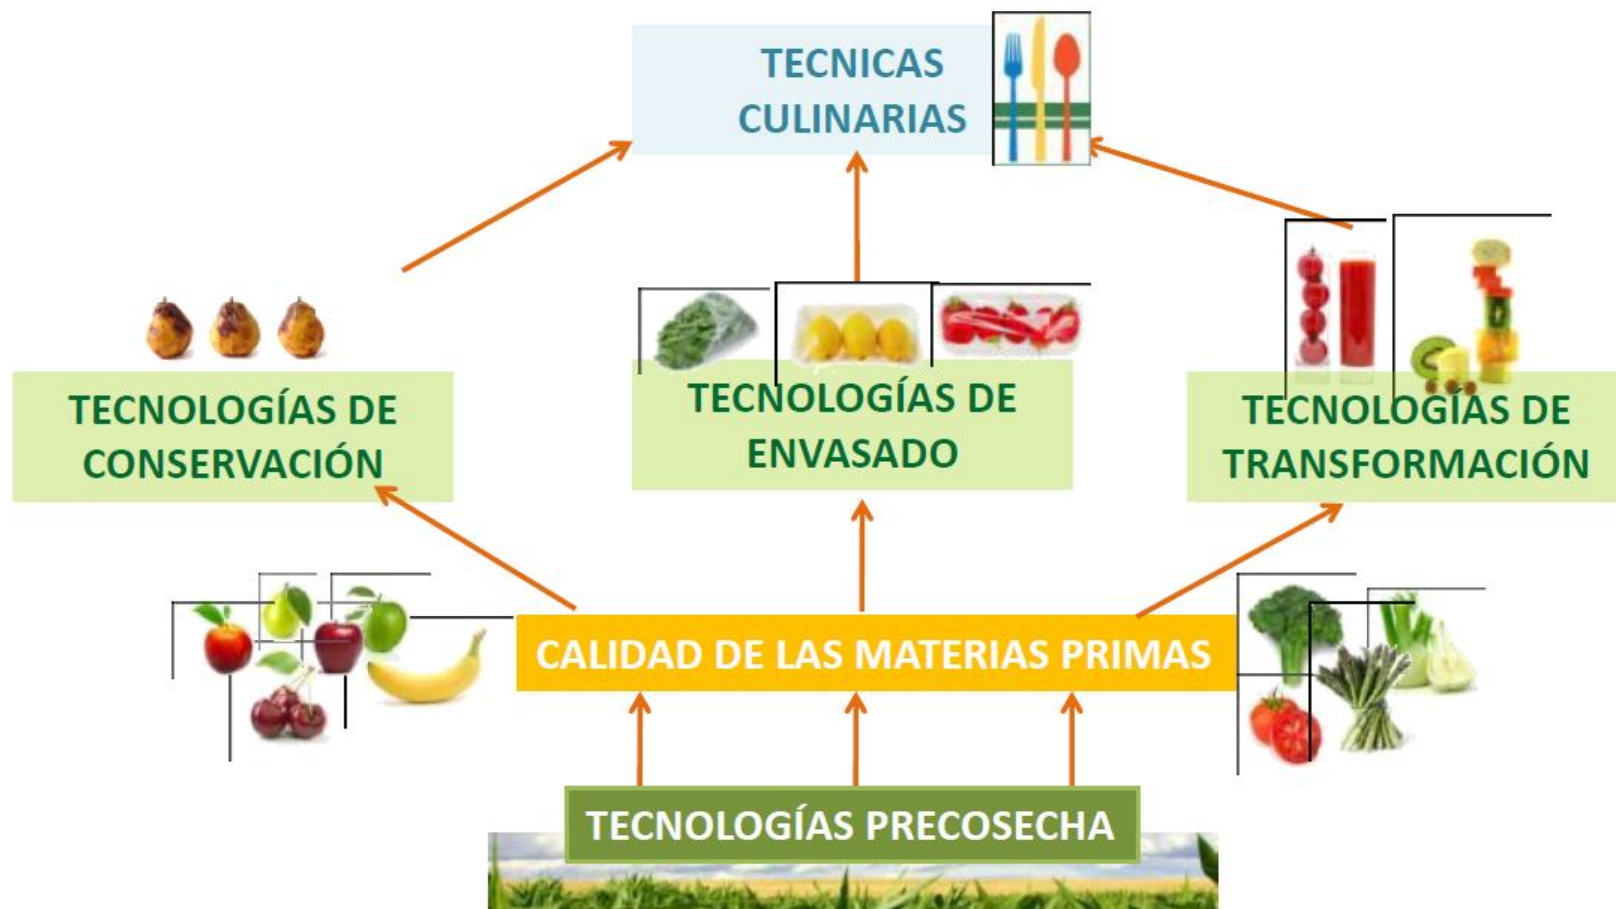 TECNICAS
CULINARIAS
TECNOLOGÍAS DE
CONSERVACIÓN
TECNOLOGÍAS DE
ENVASADO
TECNOLOGÍAS DE
TRANSFORMACIÓN
CALIDAD DE LAS MATERIAS PRIMAS
TECNOLOGÍAS PRECOSECHA